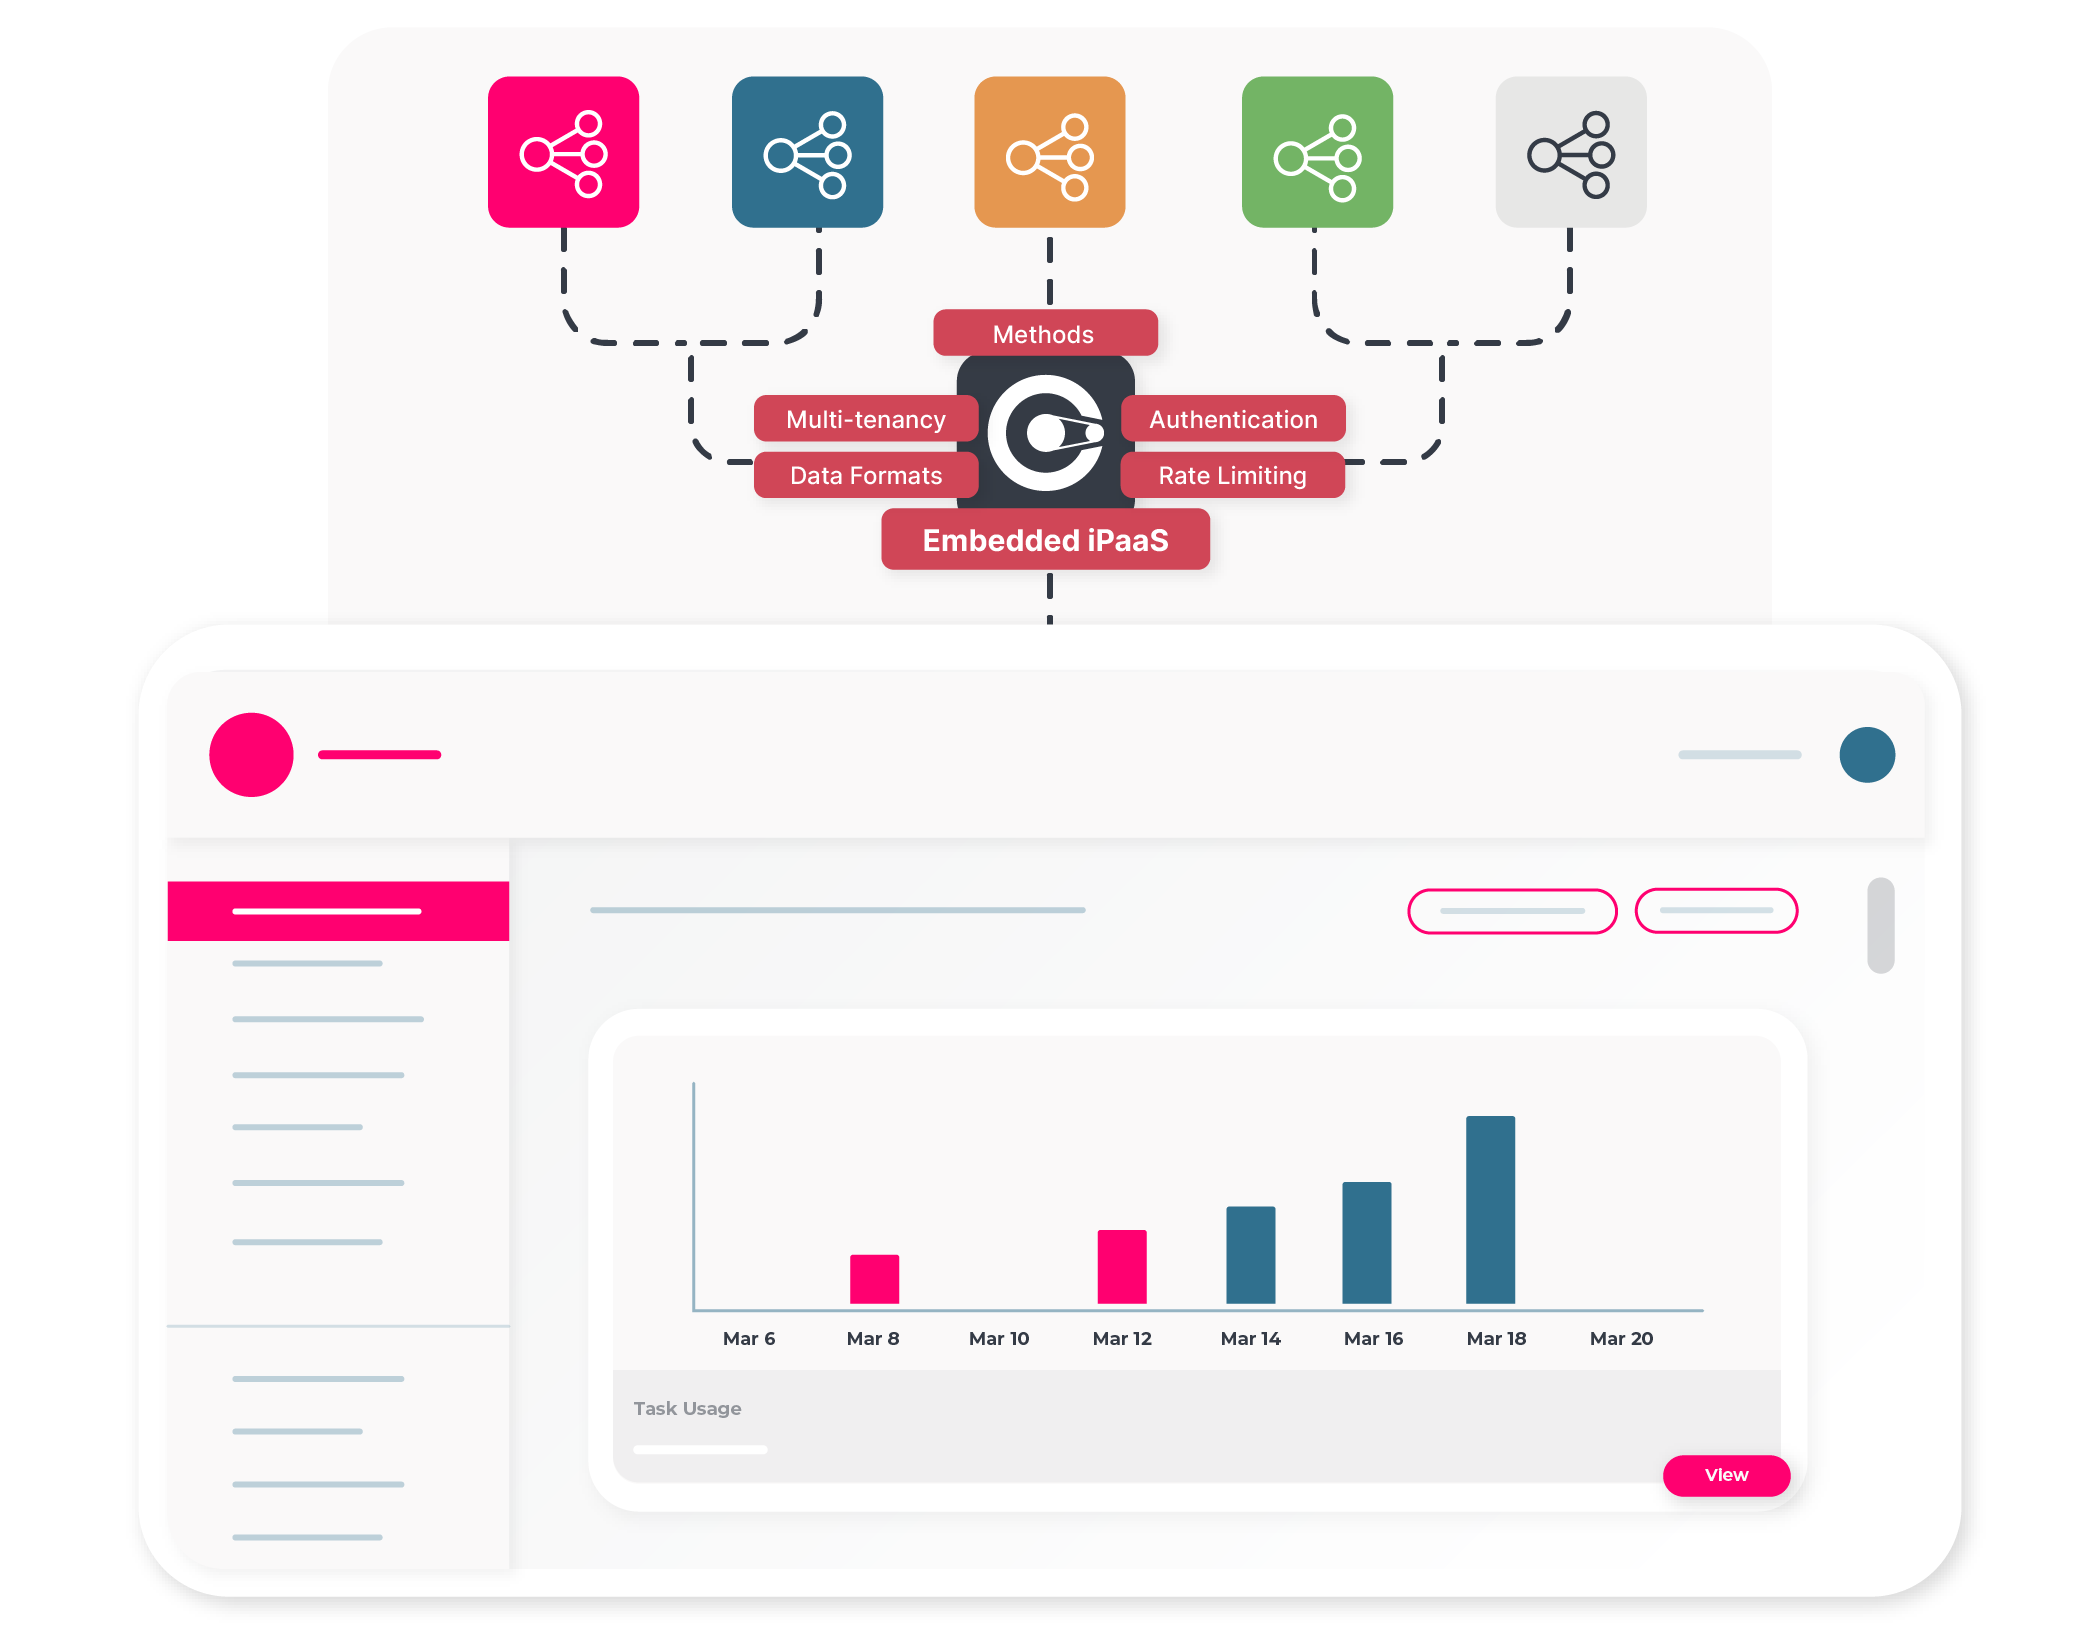 Methods
Multi-tenancy
Authentication
Data Formats
Rate Limiting
Embedded iPaaS
Mar 6
Mar 8
Mar 10
Mar 12
Mar 14
Mar 16
Mar 18
Mar 20
Task Usage
View